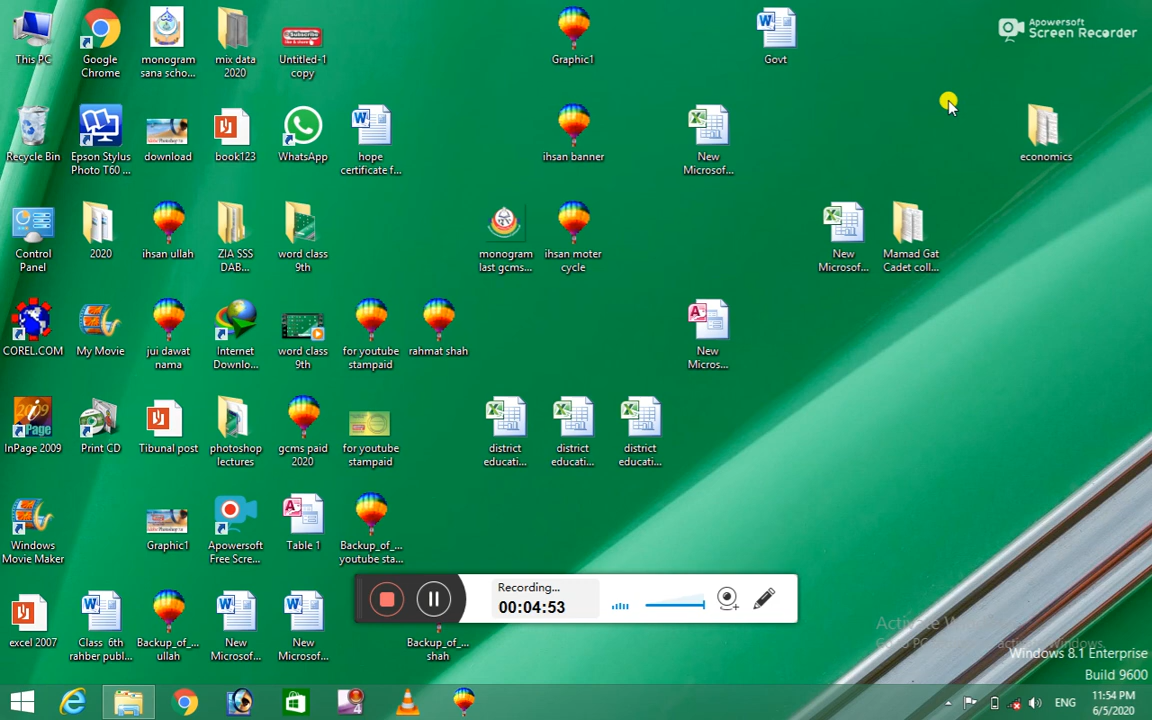 This PC
Google
Chrome
monogram
sana scho...
mix data
2020
Untitled-1
copy
Graphic1
Govt
Apowersoft
Screen Recorder
Recycle Bin
Epson Stylus
Photo T60 ...
download
book123
WhatsApp
hope
certificate f...
ihsan banner
New
Microsof...
economics
Control
Panel
2020
ihsan ullah
ZIA SSS
DAB...
word class
9th
monogram
last gcms...
ihsan moter
cycle
New
Microsof...
Mamad Gat
Cadet coll...
COREL.COM
My Movie
jui dawat
nama
Internet
Downlo...
word class
9th
for youtube
stampaid
rahmat shah
New
Micros...
InPage 2009
Print CD
Tibunal post
photoshop
lectures
gcms paid
2020
for youtube
stampaid
district
educati...
district
educati...
district
educati...
Windows
Movie Maker
Graphic1
Apowersoft
Free Scre...
Table 1
Backup_of_...
youtube sta...
Recording...
00:04:53
excel 2007
Class 6th
rahber publ...
Backup_of_...
ullah
New
Microsof...
New
Microsof...
Backup_of_...
shah
Windows 8.1 Enterprise
Build 9600
ENG
11:54 PM
6/5/2020